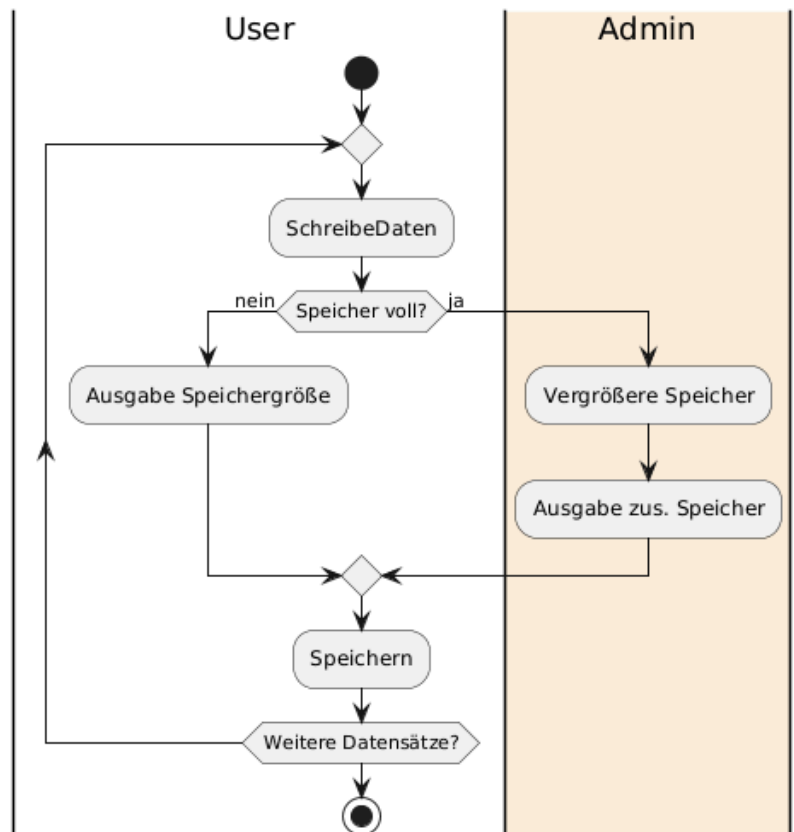 User
Admin
SchreibeDaten
nein
Speicher voll?
ja
Ausgabe Speichergröße
Vergrößere Speicher
Ausgabe zus. Speicher
Speichern
Weitere Datensätze?